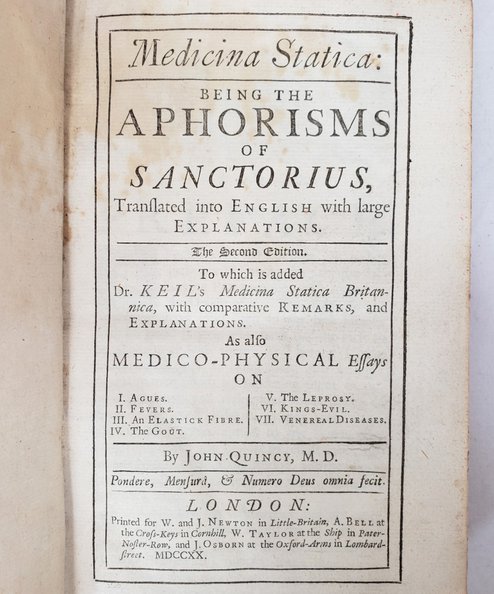 Medicina Statica:
BEING THE
APHORISMS
OF
SANCTORIUS,
Tranſlated into ENGLISH with large
EXPLANATIONS.
The Second Edition.
To which is added
Dr. KEIL's Medicina Statica Britan-
nica, with comparative REMARKS, and
EXPLANATIONS.
As alſo
MEDICO-PHYSICAL Eſſays
ON
I. AGUES.
II. FEVERS.
III. An ELASTICK FIBRE.
IV. The GOUT.
V. The LEPROSY.
VI. KINGS-EVIL.
VII. VENEREAL DISEASES.
By JOHN QUINCY, M. D.
Pondere, Menſurâ, & Numero Deus omnia fecit.
LONDON:
Printed for W. and J. NEWTON in Little-Britain, A. BELL at
the Croſs-Keys in Cornhill, W. TAYLOR at the Ship in Pater-
Noſter-Row, and J. OSBORN at the Oxford-Arms in Lombard-
ſtreet. MDCCXX.